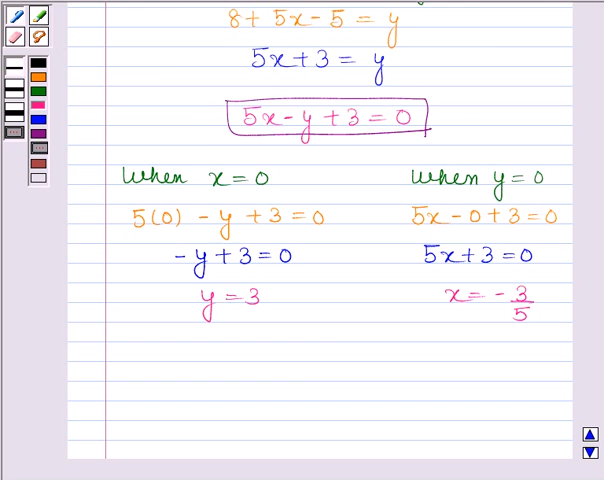 8 + 5x - 5 = y
5x + 3 = y
5x - y + 3 = 0
When x = 0
5(0) - y + 3 = 0
- y + 3 = 0
y = 3
When y = 0
5x - 0 + 3 = 0
5x + 3 = 0
x = - 3/5